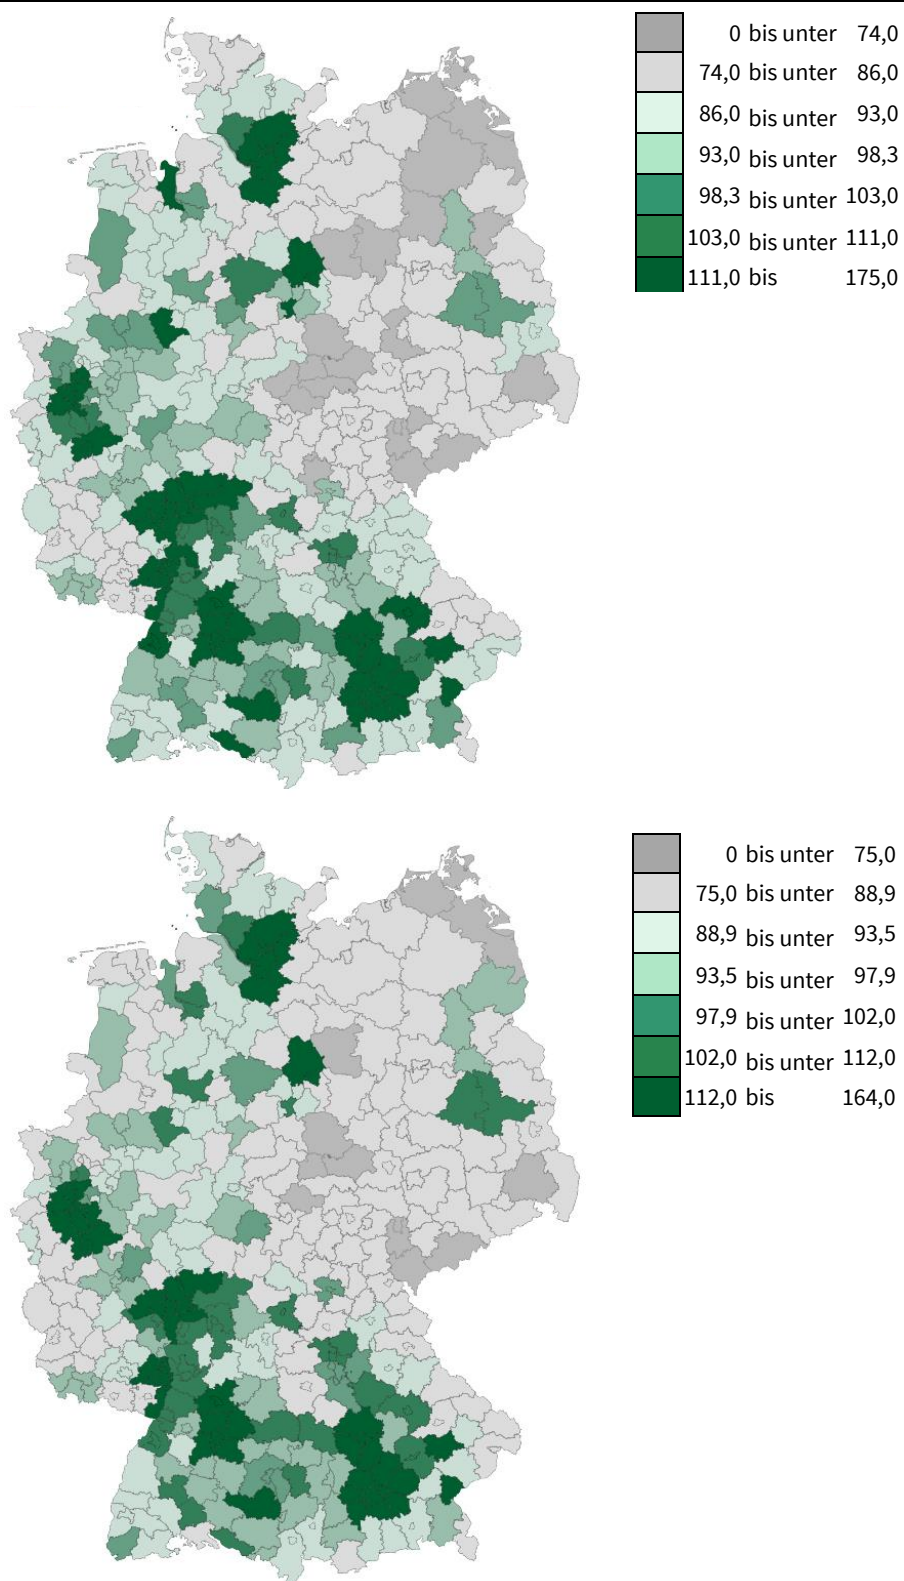 0 bis unter 74,0
74,0 bis unter 86,0
86,0 bis unter 93,0
93,0 bis unter 98,3
98,3 bis unter 103,0
103,0 bis unter 111,0
111,0 bis 175,0
0 bis unter 75,0
75,0 bis unter 88,9
88,9 bis unter 93,5
93,5 bis unter 97,9
97,9 bis unter 102,0
102,0 bis unter 112,0
112,0 bis 164,0